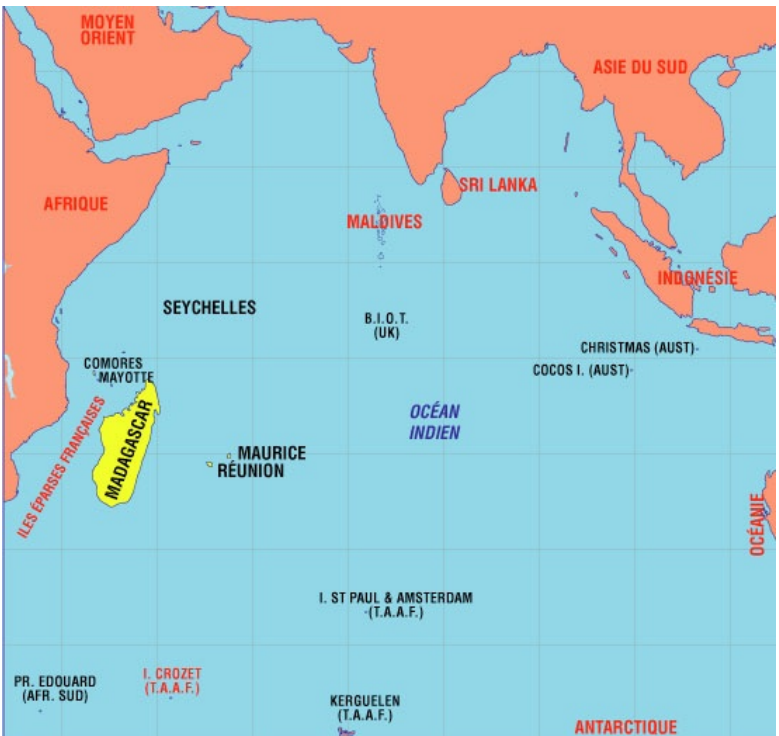 MOYEN
ORIENT
ASIE DU SUD
AFRIQUE
SRI LANKA
MALDIVES
INDONÉSIE
SEYCHELLES
B.I.O.T.
(UK)
CHRISTMAS (AUST)
COMORES
MAYOTTE
COCOS I. (AUST)
OCÉAN
INDIEN
ILES ÉPARSES FRANÇAISES
MADAGASCAR
MAURICE
RÉUNION
OCÉANIE
I. ST PAUL & AMSTERDAM
(T.A.A.F.)
PR. EDOUARD
(AFR. SUD)
I. CROZET
(T.A.A.F.)
KERGUELEN
(T.A.A.F.)
ANTARCTIQUE